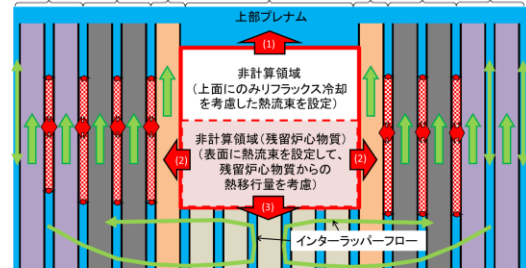 上部プレナム
(1)
非計算領域
(上面にのみリフラックス冷却
を考慮した熱流束を設定)
非計算領域(残留炉心物質)
(表面に熱流束を設定して、
残留炉心物質からの
熱移行量を考慮)
(2)
(2)
(3)
インターラッパーフロー